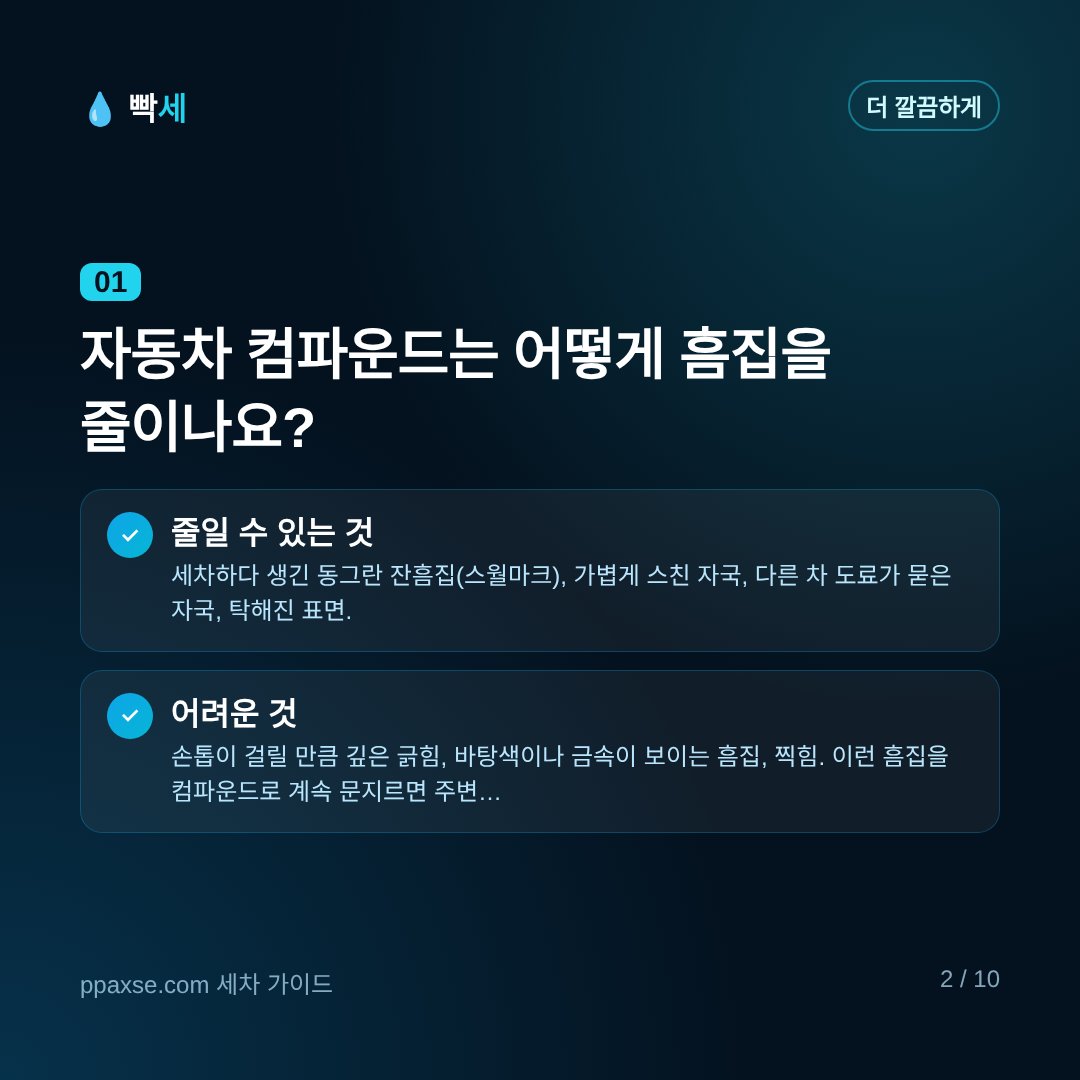 빡세
더 깔끔하게
01
자동차 컴파운드는 어떻게 흠집을
줄이나요?
줄일 수 있는 것
세차하다 생긴 동그란 잔흠집(스월마크), 가볍게 스친 자국, 다른 차 도료가 묻은
자국, 탁해진 표면.
어려운 것
손톱이 걸릴 만큼 깊은 긁힘, 바탕색이나 금속이 보이는 흠집, 찍힘. 이런 흠집을
컴파운드로 계속 문지르면 주변…
ppaxse.com 세차 가이드
2 / 10